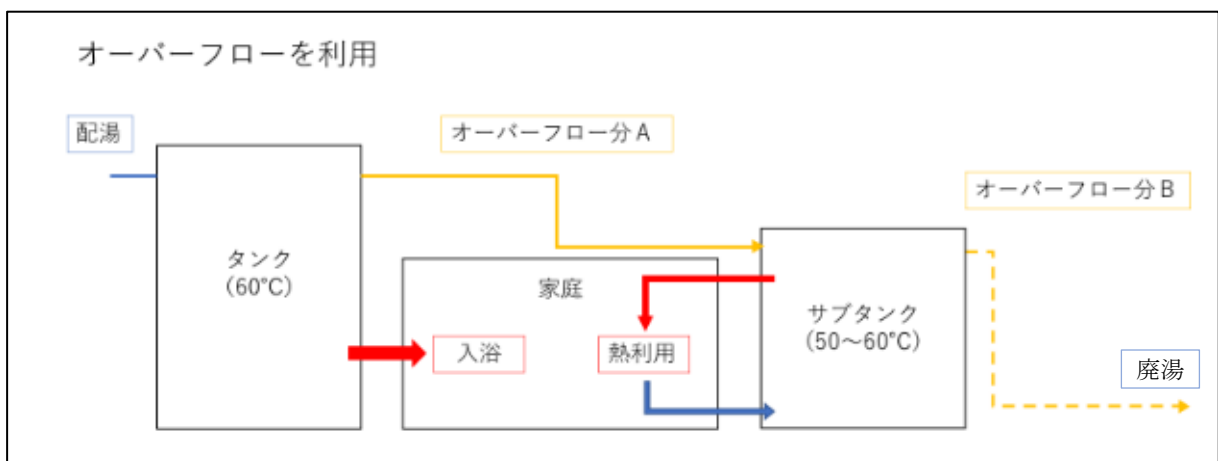 オーバーフローを利用
配湯
オーバーフロー分A
オーバーフロー分B
タンク
(60℃)
家庭
入浴
熱利用
サブタンク
(50~60℃)
廃湯